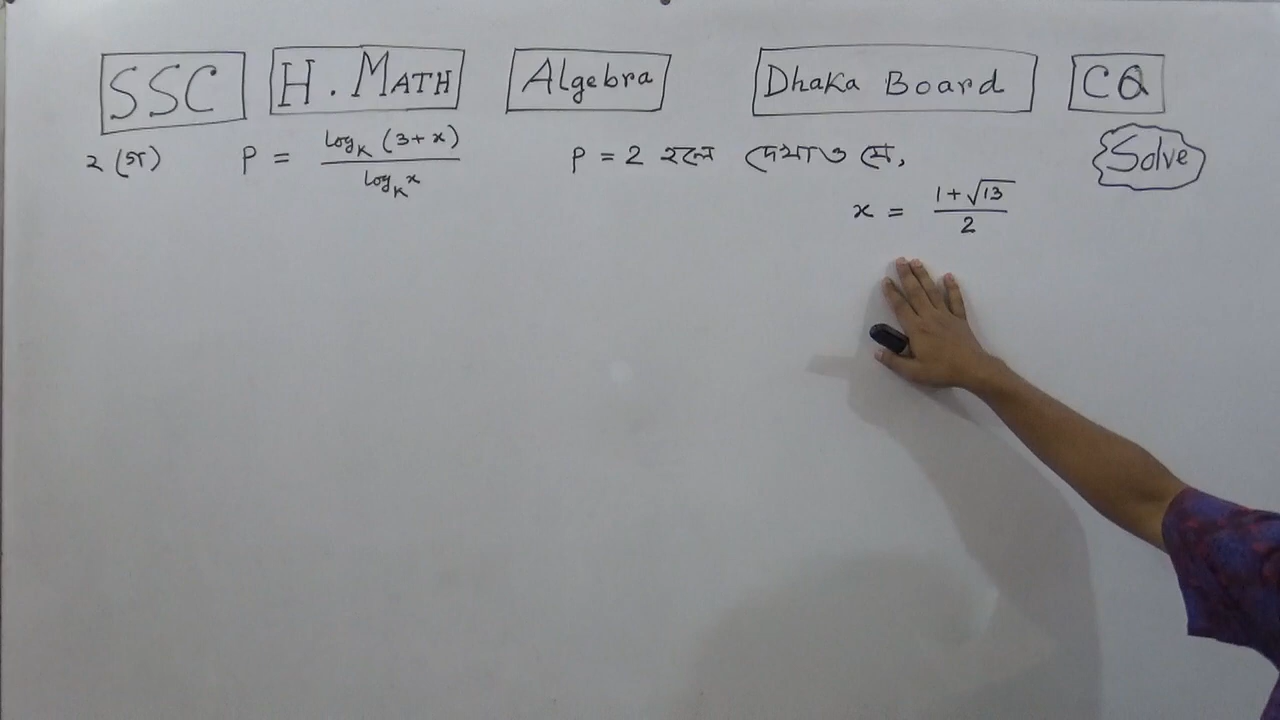 SSC H. MATH Algebra Dhaka Board CQ
২ (গ) P = log_K (3 + x) / log_K x P = 2 হলে দেখাও যে, Solve
x = (1 + √13) / 2